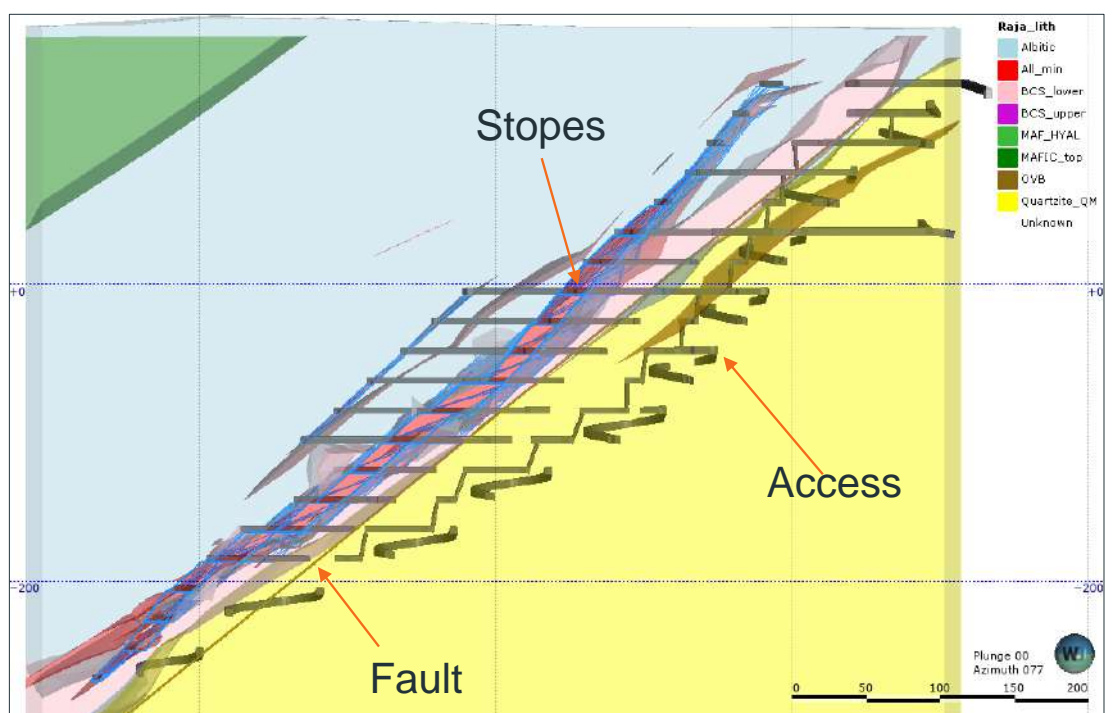 Raja_lith
Albitic
All_min
BCS_lower
BCS_upper
MAF_HYAL
MAFIC_top
OVB
Quartzite_QM
Unknown
Stopes
+0
+0
Access
-200
-200
Fault
Plunge 00
Azimuth 077
W
0 50 100 150 200